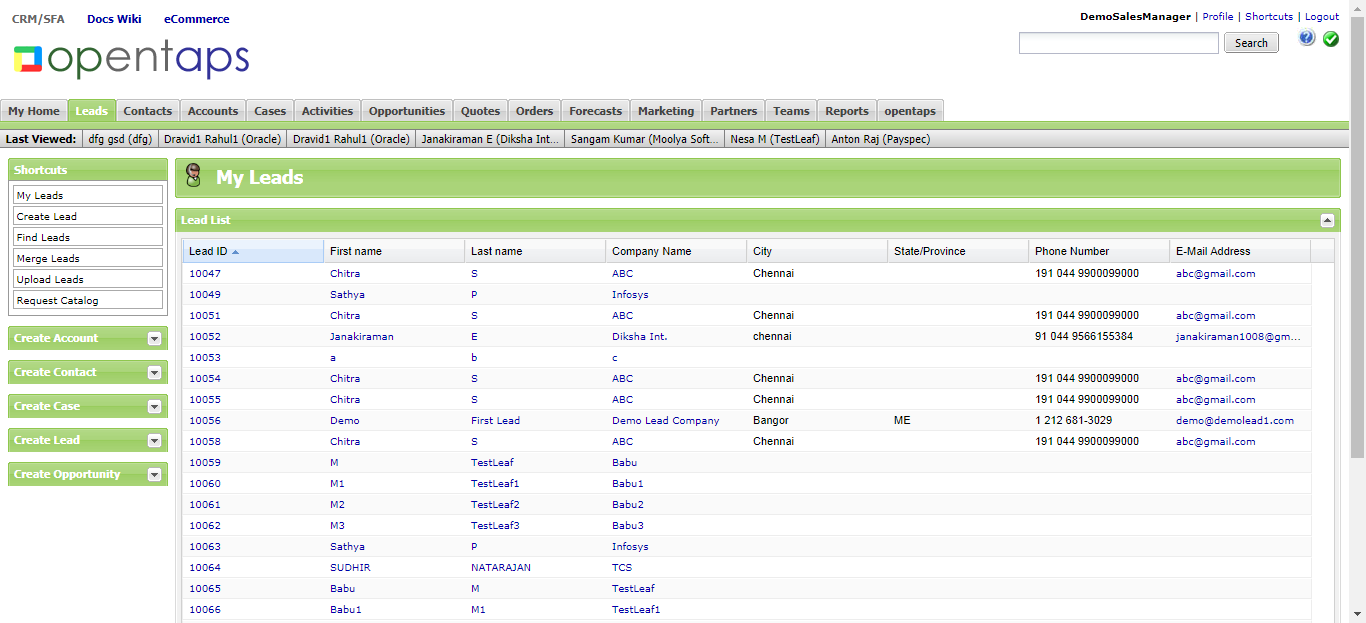 CRM/SFA Docs Wiki eCommerce
DemoSalesManager | Profile | Shortcuts | Logout
opentaps
Search
My Home Leads Contacts Accounts Cases Activities Opportunities Quotes Orders Forecasts Marketing Partners Teams Reports opentaps
Last Viewed: dfg gsd (dfg) Dravid1 Rahul1 (Oracle) Dravid1 Rahul1 (Oracle) Janakiraman E (Diksha Int... Sangam Kumar (Moolya Soft... Nesa M (TestLeaf) Anton Raj (Payspec)
Shortcuts
My Leads
Create Lead
Find Leads
Merge Leads
Upload Leads
Request Catalog
Create Account
Create Contact
Create Case
Create Lead
Create Opportunity
My Leads
Lead List
Lead ID First name Last name Company Name City State/Province Phone Number E-Mail Address
10047 Chitra S ABC Chennai 191 044 9900099000 abc@gmail.com
10049 Sathya P Infosys
10051 Chitra S ABC Chennai 191 044 9900099000 abc@gmail.com
10052 Janakiraman E Diksha Int. chennai 91 044 9566155384 janakiraman1008@gm...
10053 a b c
10054 Chitra S ABC Chennai 191 044 9900099000 abc@gmail.com
10055 Chitra S ABC Chennai 191 044 9900099000 abc@gmail.com
10056 Demo First Lead Demo Lead Company Bangor ME 1 212 681-3029 demo@demolead1.com
10058 Chitra S ABC Chennai 191 044 9900099000 abc@gmail.com
10059 M TestLeaf Babu
10060 M1 TestLeaf1 Babu1
10061 M2 TestLeaf2 Babu2
10062 M3 TestLeaf3 Babu3
10063 Sathya P Infosys
10064 SUDHIR NATARAJAN TCS
10065 Babu M TestLeaf
10066 Babu1 M1 TestLeaf1